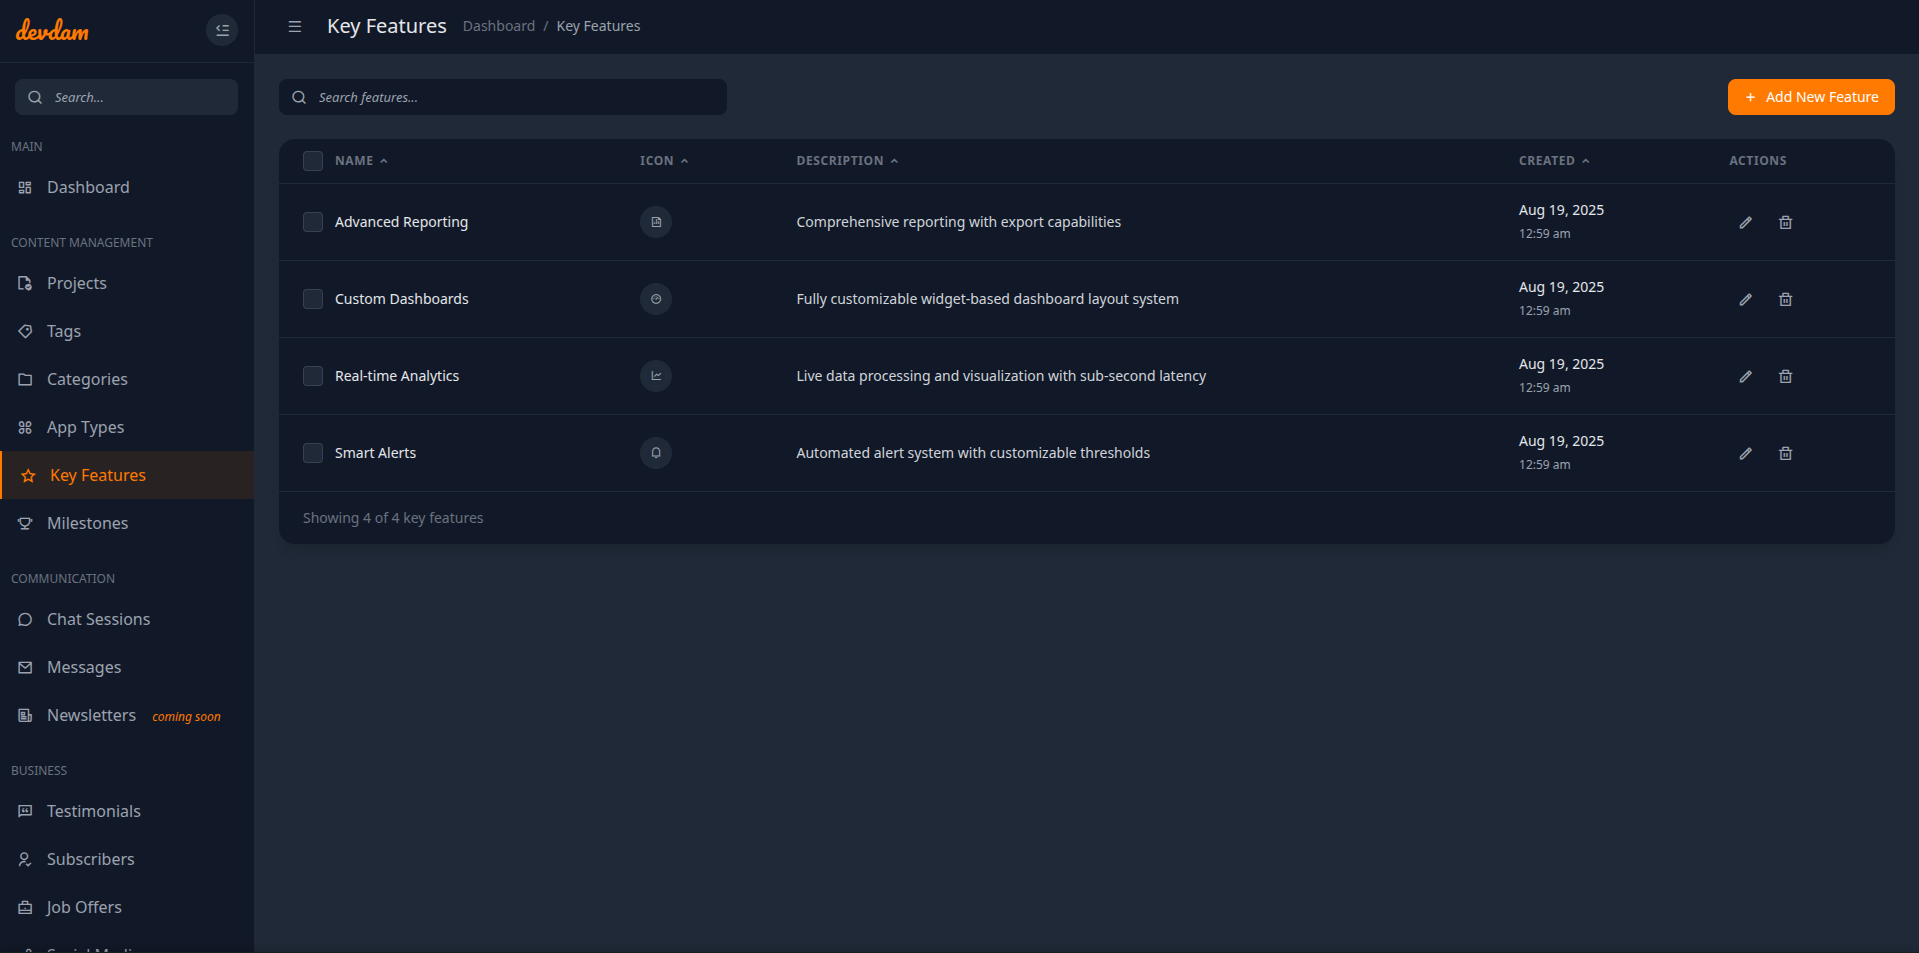 devdam
Search...
MAIN
Dashboard
CONTENT MANAGEMENT
Projects
Tags
Categories
App Types
Key Features
Milestones
COMMUNICATION
Chat Sessions
Messages
Newsletters coming soon
BUSINESS
Testimonials
Subscribers
Job Offers
Key Features Dashboard / Key Features
Search features...
+ Add New Feature
NAME ICON DESCRIPTION CREATED ACTIONS
Advanced Reporting Comprehensive reporting with export capabilities Aug 19, 2025
12:59 am
Custom Dashboards Fully customizable widget-based dashboard layout system Aug 19, 2025
12:59 am
Real-time Analytics Live data processing and visualization with sub-second latency Aug 19, 2025
12:59 am
Smart Alerts Automated alert system with customizable thresholds Aug 19, 2025
12:59 am
Showing 4 of 4 key features